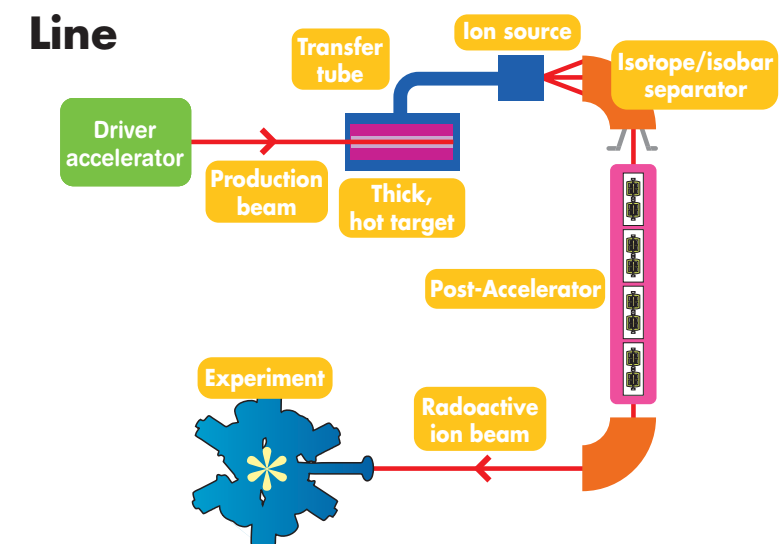 Line
Driver
accelerator
Production
beam
Transfer
tube
Thick,
hot target
Ion source
Isotope/isobar
separator
Post-Accelerator
Radoactive
ion beam
Experiment